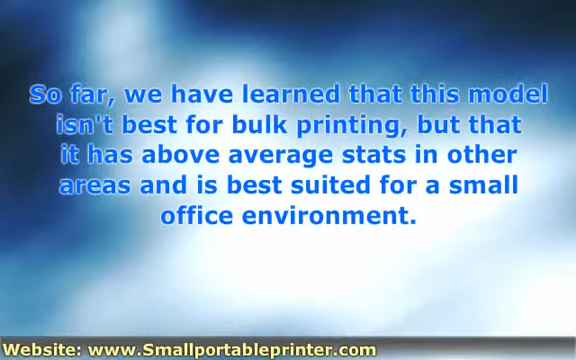 So far, we have learned that this model
isn't best for bulk printing, but that
it has above average stats in other
areas and is best suited for a small
office environment.
Website: www.Smallportableprinter.com